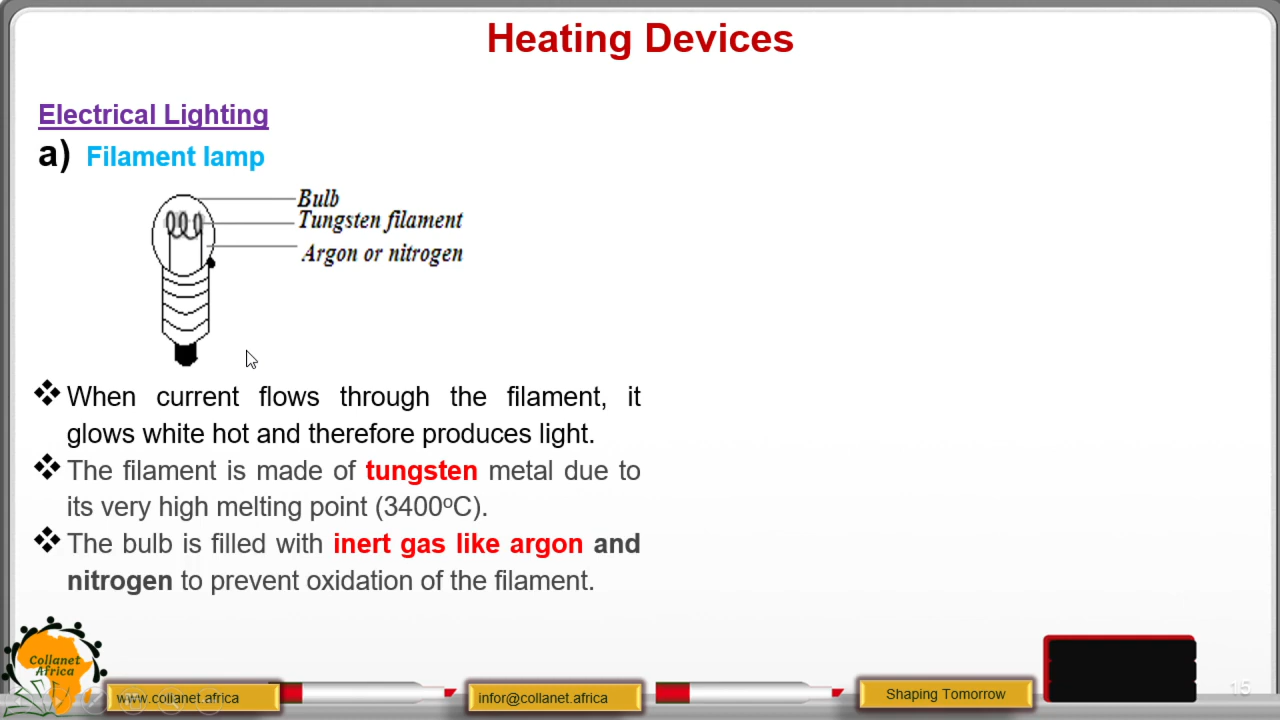 Heating Devices
Electrical Lighting
a) Filament lamp
Bulb
Tungsten filament
Argon or nitrogen
When current flows through the filament, it
glows white hot and therefore produces light.
The filament is made of tungsten metal due to
its very high melting point (3400⁰C).
The bulb is filled with inert gas like argon and
nitrogen to prevent oxidation of the filament.
Collanet
Africa
www.collanet.africa
infor@collanet.africa
Shaping Tomorrow
15